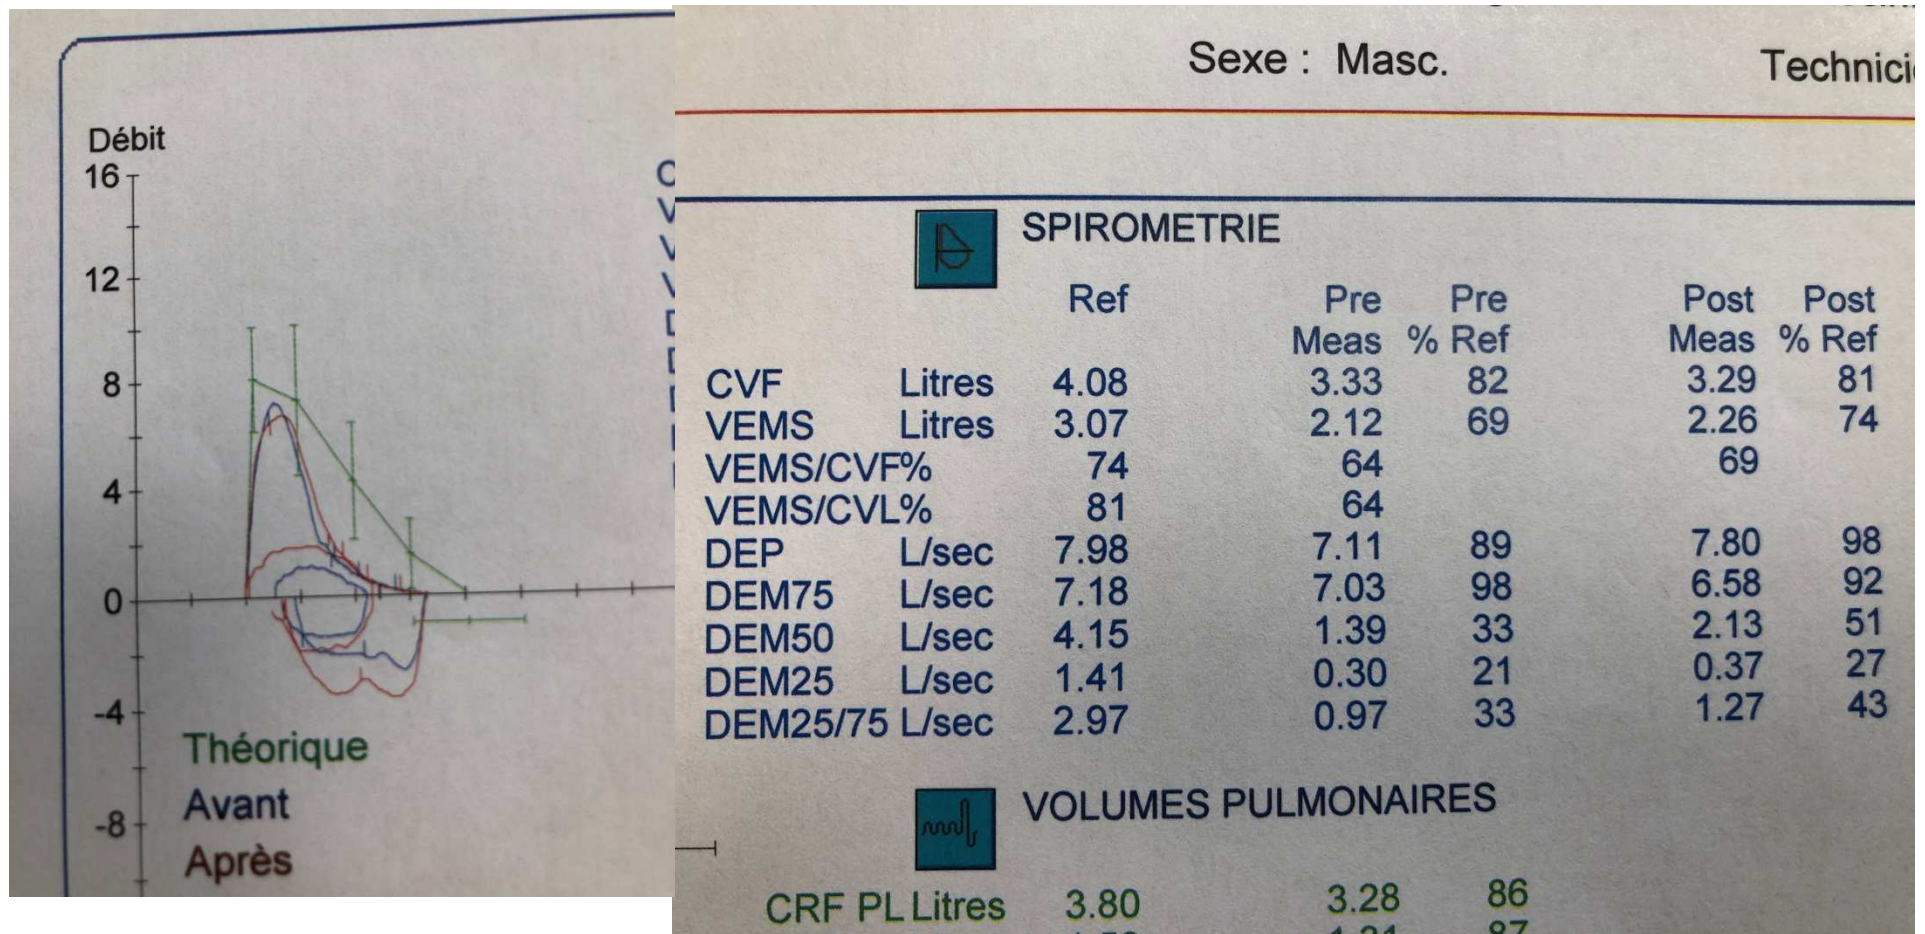 Débit
16
12
8
4
0
-4
-8
Théorique
Avant
Après
Sexe : Masc.
SPIROMETRIE
Ref Pre Pre Post Post
Meas % Ref Meas % Ref
CVF Litres 4.08 3.33 82 3.29 81
VEMS Litres 3.07 2.12 69 2.26 74
VEMS/CVF% 74 64 69
VEMS/CVL% 81 64
DEP L/sec 7.98 7.11 89 7.80 98
DEM75 L/sec 7.18 7.03 98 6.58 92
DEM50 L/sec 4.15 1.39 33 2.13 51
DEM25 L/sec 1.41 0.30 21 0.37 27
DEM25/75 L/sec 2.97 0.97 33 1.27 43
VOLUMES PULMONAIRES
CRF PL Litres 3.80 3.28 86